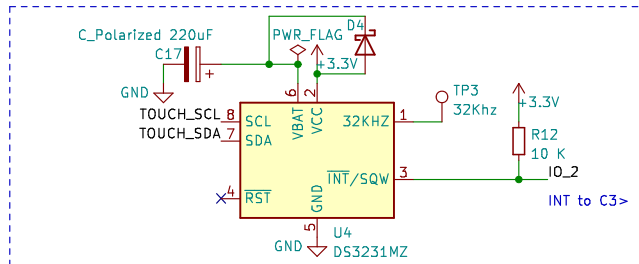 C_Polarized 220uF
C17
+
GND
PWR_FLAG
D4
+3.3V
TP3
32Khz
+3.3V
R12
10 K
TOUCH_SCL 8 SCL
TOUCH_SDA 7 SDA
6
VBAT
2
VCC
32KHZ 1
INT/SQW 3
IO_2
INT to C3>
4 RST
GND
5
GND
U4
DS3231MZ